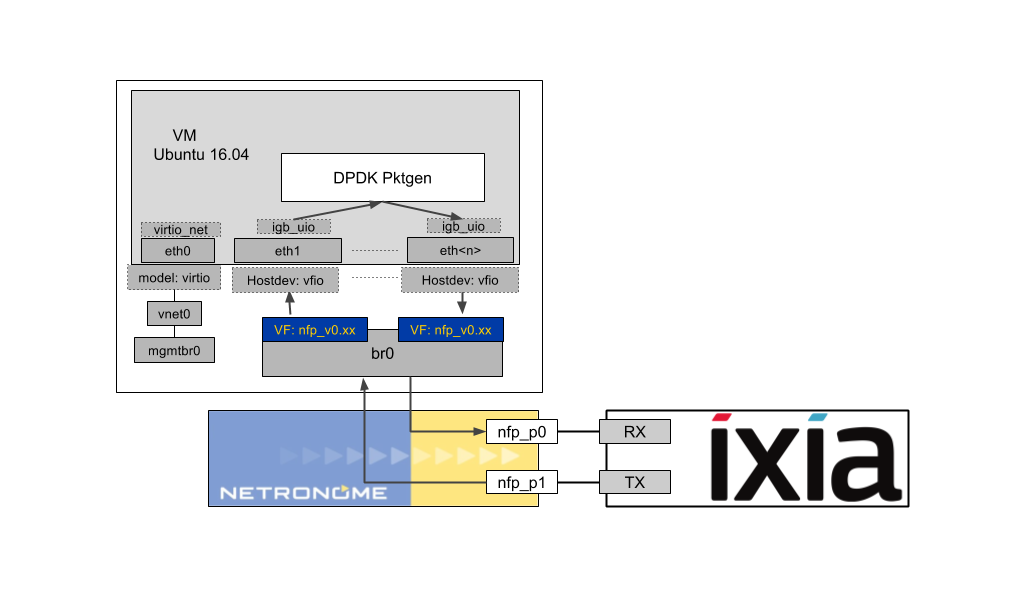 VM
Ubuntu 16.04
DPDK Pktgen
virtio_net
igb_uio
igb_uio
eth0
eth1
eth<n>
model: virtio
Hostdev: vfio
Hostdev: vfio
vnet0
VF: nfp_v0.xx
VF: nfp_v0.xx
mgmtbr0
br0
nfp_p0
RX
nfp_p1
TX
NETRONOME
ixia